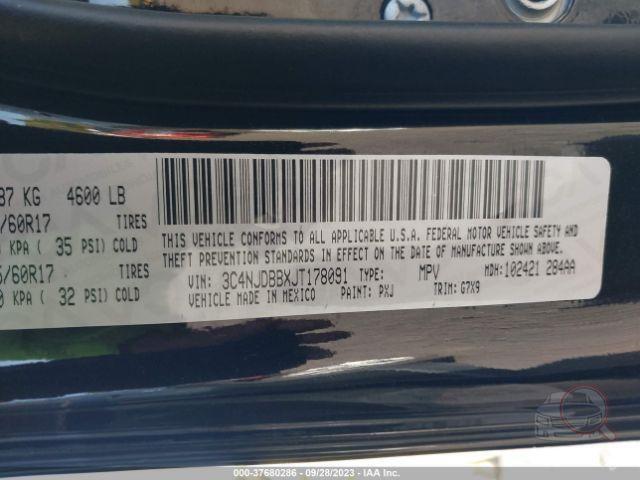 87 KG 4600 LB
/60R17 TIRES
KPA ( 35 PSI) COLD
/60R17 TIRES
0 KPA ( 32 PSI) COLD
THIS VEHICLE CONFORMS TO ALL APPLICABLE U.S.A. FEDERAL MOTOR VEHICLE SAFETY,
THEFT PREVENTION STANDARDS IN EFFECT ON THE DATE OF MANUFACTURE SHOWN ABOVE.
VIN: 3C4NJDBBXJT178091 TYPE: MPV MDH:102421 284AA
VEHICLE MADE IN MEXICO PAINT: PXJ TRIM: G7X9
000-37680286 - 09/28/2023 - IAA Inc.